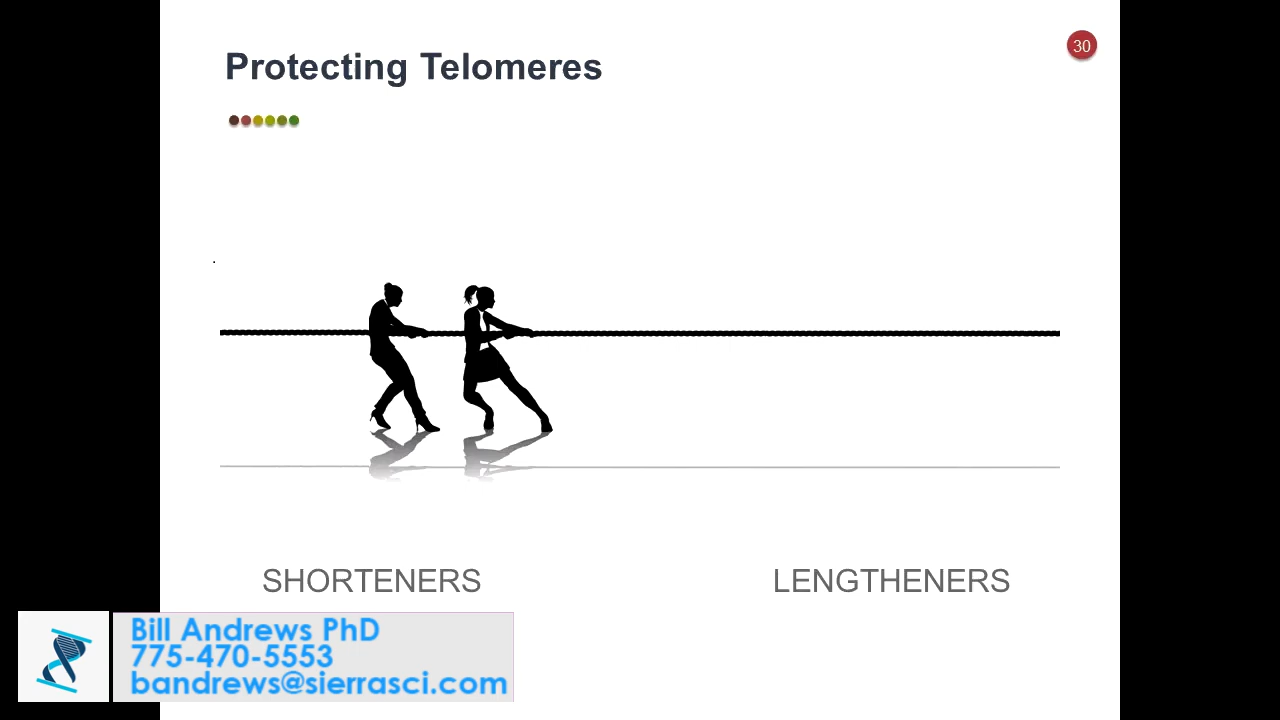 Protecting Telomeres
30
SHORTENERS
LENGTHENERS
Bill Andrews PhD
775-470-5553
bandrews@sierrasci.com